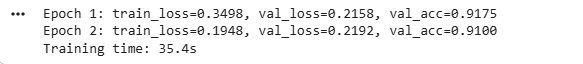 Epoch 1: train_loss=0.3498, val_loss=0.2158, val_acc=0.9175
Epoch 2: train_loss=0.1948, val_loss=0.2192, val_acc=0.9100
Training time: 35.4s